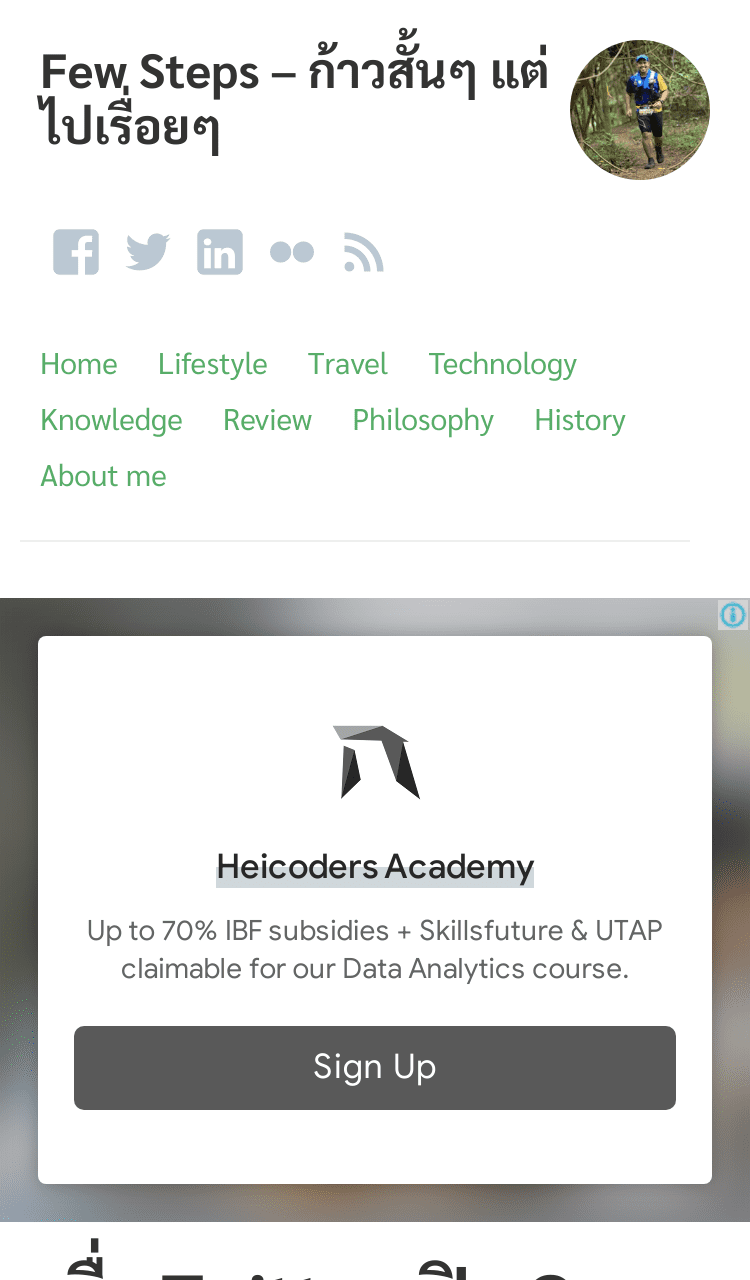 Few Steps – ก้าวสั้นๆ แต่
ไปเรื่อยๆ
Home Lifestyle Travel Technology
Knowledge Review Philosophy History
About me
Heicoders Academy
Up to 70% IBF subsidies + Skillsfuture & UTAP
claimable for our Data Analytics course.
Sign Up